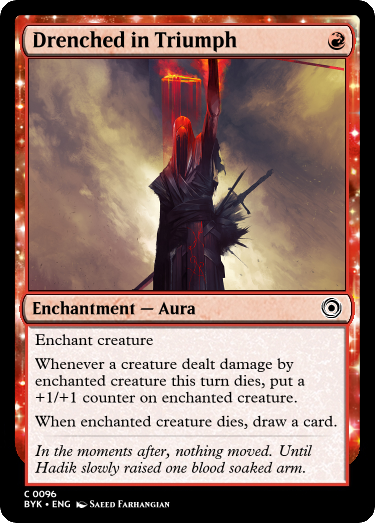 Drenched in Triumph
Enchantment — Aura
Enchant creature
Whenever a creature dealt damage by
enchanted creature this turn dies, put a
+1/+1 counter on enchanted creature.
When enchanted creature dies, draw a card.
In the moments after, nothing moved. Until
Hadik slowly raised one blood soaked arm.
C 0096
BYK • ENG Saeed Farhangian